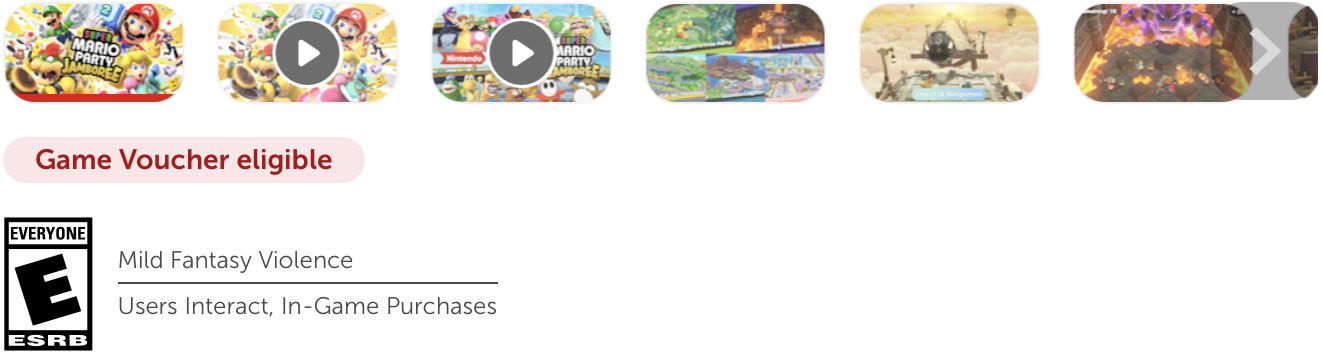 SUPER
MARIO PARTY
JAMBOREE
SUPER
MARIO PARTY
JAMBOREE
Nintendo
Game Voucher eligible
EVERYONE
E
ESRB
Mild Fantasy Violence
Users Interact, In-Game Purchases